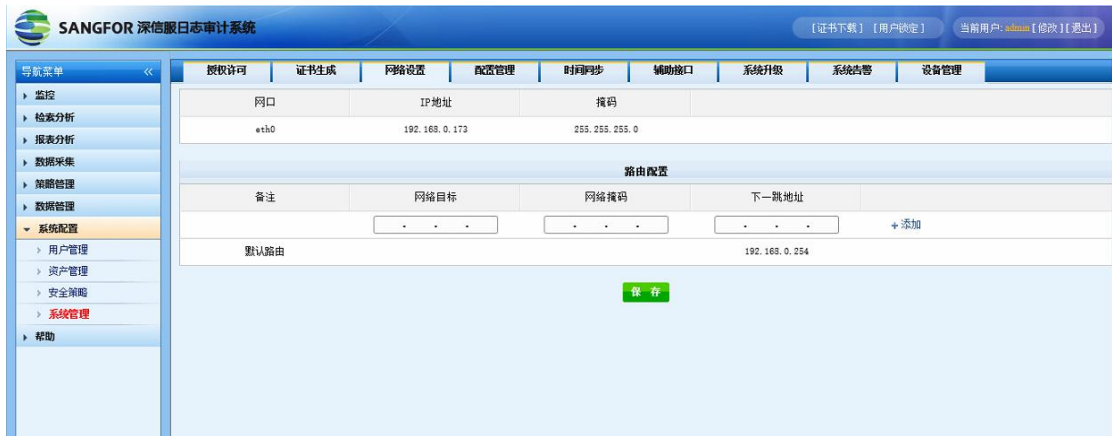 SANGFOR 深信服日志审计系统
[证书下载] [用户锁定]
当前用户: admin [修改] [退出]
导航菜单 «
监控
检索分析
报表分析
数据采集
策略管理
数据管理
系统配置
用户管理
资产管理
安全策略
系统管理
帮助
授权许可 证书生成 网络设置 配置管理 时间同步 辅助接口 系统升级 系统告警 设备管理
网口 IP地址 掩码
eth0 192.168.0.173 255.255.255.0
路由配置
备注 网络目标 网络掩码 下一跳地址
. . . . . . . . . +添加
默认路由 192.168.0.254
保 存